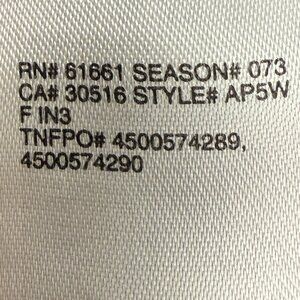 RN# 61661 SEASON# 073
CA# 30516 STYLE# AP5W
F IN3
TNFPO# 4500574289,
4500574290